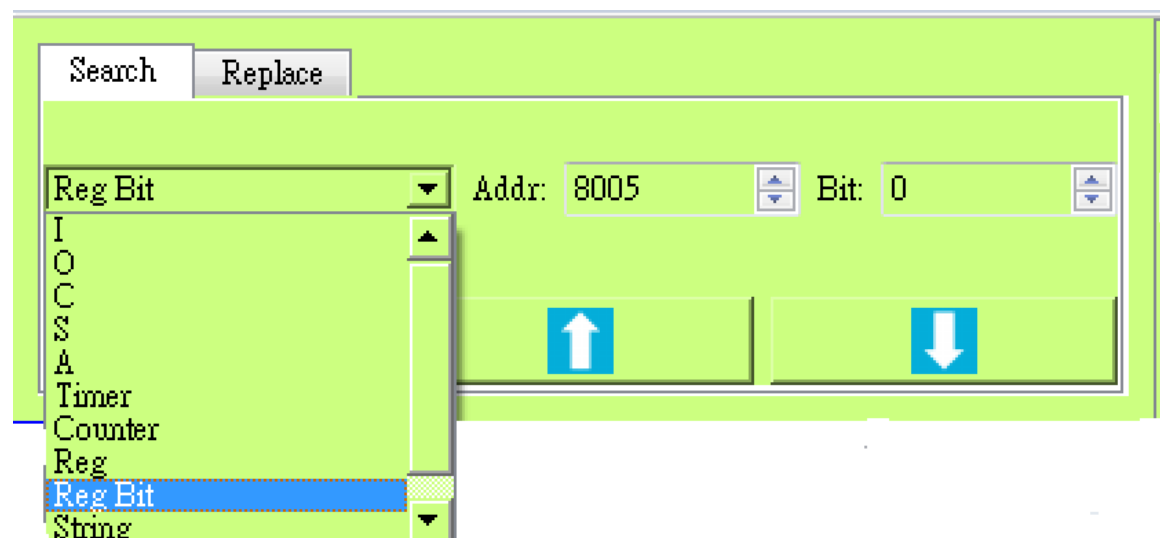 Search Replace
Reg Bit Addr: 8005 Bit: 0
I
O
C
S
A
Timer
Counter
Reg
Reg Bit
String